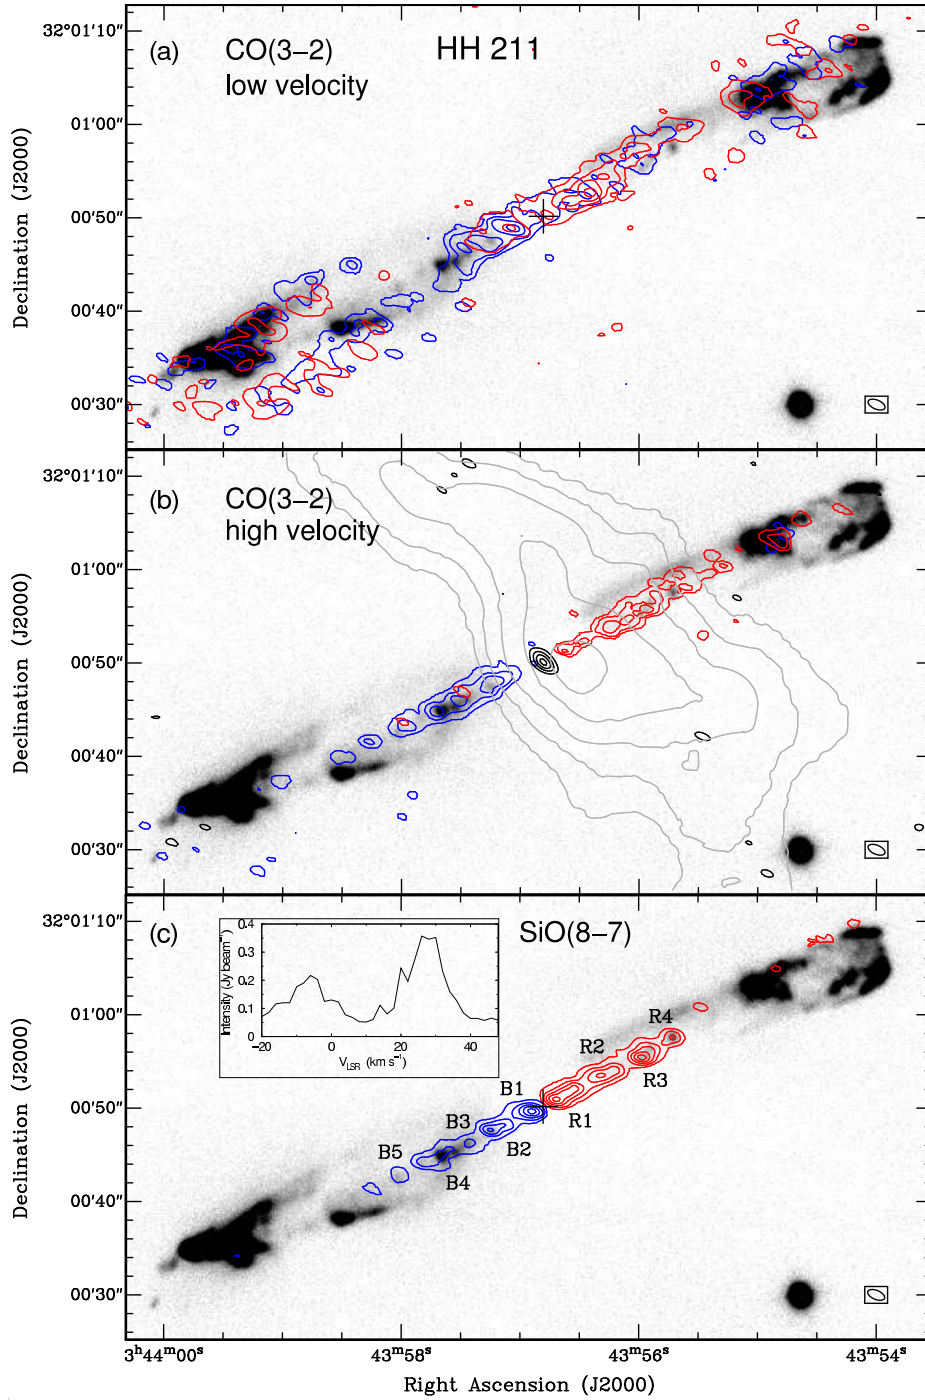 32°01'10"
(a)
CO(3−2)
low velocity
HH 211
01'00"
00'50"
00'40"
00'30"
Declination (J2000)
32°01'10"
(b)
CO(3−2)
high velocity
01'00"
00'50"
00'40"
00'30"
Declination (J2000)
32°01'10"
(c)
SiO(8−7)
0.4
0.3
0.2
0.1
0
Intensity (Jy beam⁻¹)
−20
0
20
40
V_LSR (km s⁻¹)
01'00"
00'50"
00'40"
00'30"
Declination (J2000)
R4
R2
R3
R1
B1
B3
B2
B5
B4
3ʰ44ᵐ00ˢ
43ᵐ58ˢ
43ᵐ56ˢ
43ᵐ54ˢ
Right Ascension (J2000)